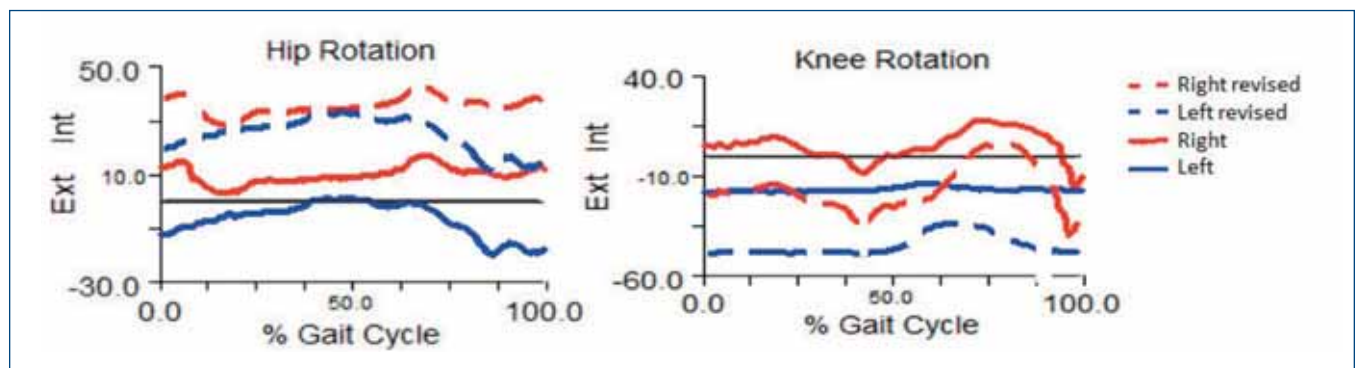 Hip Rotation
50.0
Int
10.0
Ext
-30.0
0.0
50.0
100.0
% Gait Cycle
Knee Rotation
40.0
Int
-10.0
Ext
-60.0
0.0
50.0
100.0
% Gait Cycle
Right revised
Left revised
Right
Left